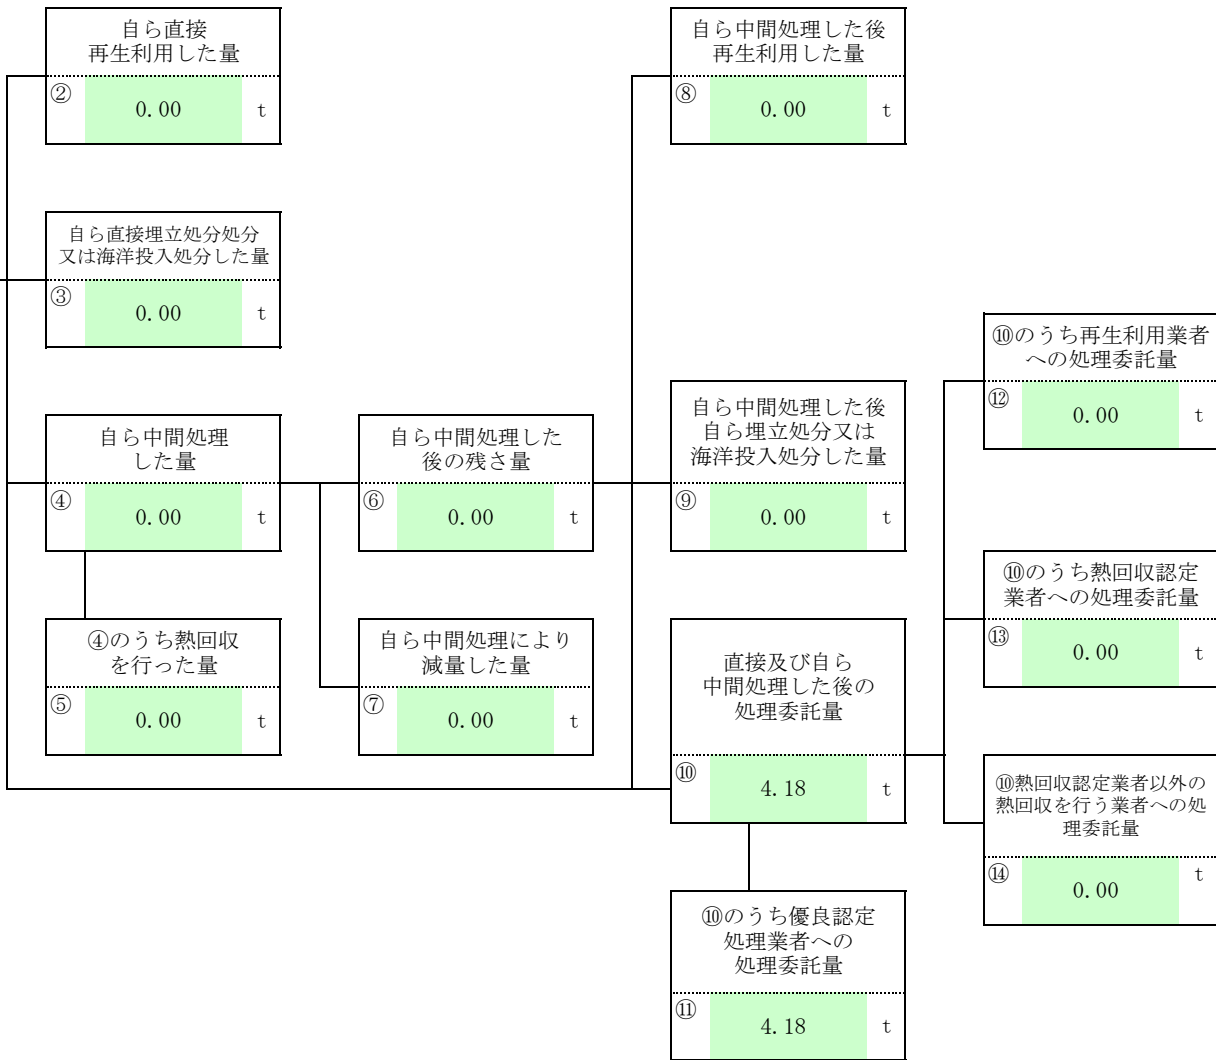 自ら直接
再生利用した量
②
0.00
t
自ら中間処理した後
再生利用した量
⑧
0.00
t
自ら直接埋立処分処分
又は海洋投入処分した量
③
0.00
t
⑩のうち再生利用業者
への処理委託量
⑫
0.00
t
自ら中間処理
した量
④
0.00
t
自ら中間処理した
後の残さ量
⑥
0.00
t
自ら中間処理した後
自ら埋立処分又は
海洋投入処分した量
⑨
0.00
t
⑩のうち熱回収認定
業者への処理委託量
⑬
0.00
t
④のうち熱回収
を行った量
⑤
0.00
t
自ら中間処理により
減量した量
⑦
0.00
t
直接及び自ら
中間処理した後の
処理委託量
⑩
4.18
t
⑩熱回収認定業者以外の
熱回収を行う業者への処
理委託量
⑭
0.00
t
⑩のうち優良認定
処理業者への
処理委託量
⑪
4.18
t